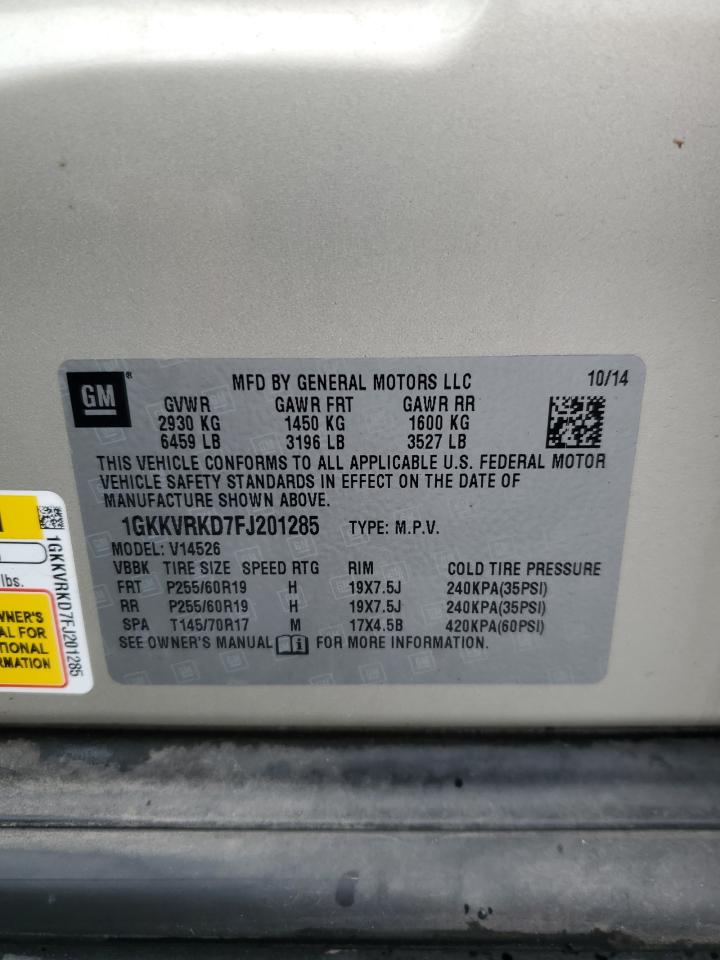 GM®
MFD BY GENERAL MOTORS LLC 10/14
GVWR GAWR FRT GAWR RR
2930 KG 1450 KG 1600 KG
6459 LB 3196 LB 3527 LB
THIS VEHICLE CONFORMS TO ALL APPLICABLE U.S. FEDERAL MOTOR
VEHICLE SAFETY STANDARDS IN EFFECT ON THE DATE OF
MANUFACTURE SHOWN ABOVE.
1GKKVRKD7FJ201285 TYPE: M.P.V.
MODEL: V14526
VBBK TIRE SIZE SPEED RTG RIM COLD TIRE PRESSURE
FRT P255/60R19 H 19X7.5J 240KPA(35PSI)
RR P255/60R19 H 19X7.5J 240KPA(35PSI)
SPA T145/70R17 M 17X4.5B 420KPA(60PSI)
SEE OWNER'S MANUAL i FOR MORE INFORMATION.
lbs.
1GKKVRKD7FJ201285
FOR